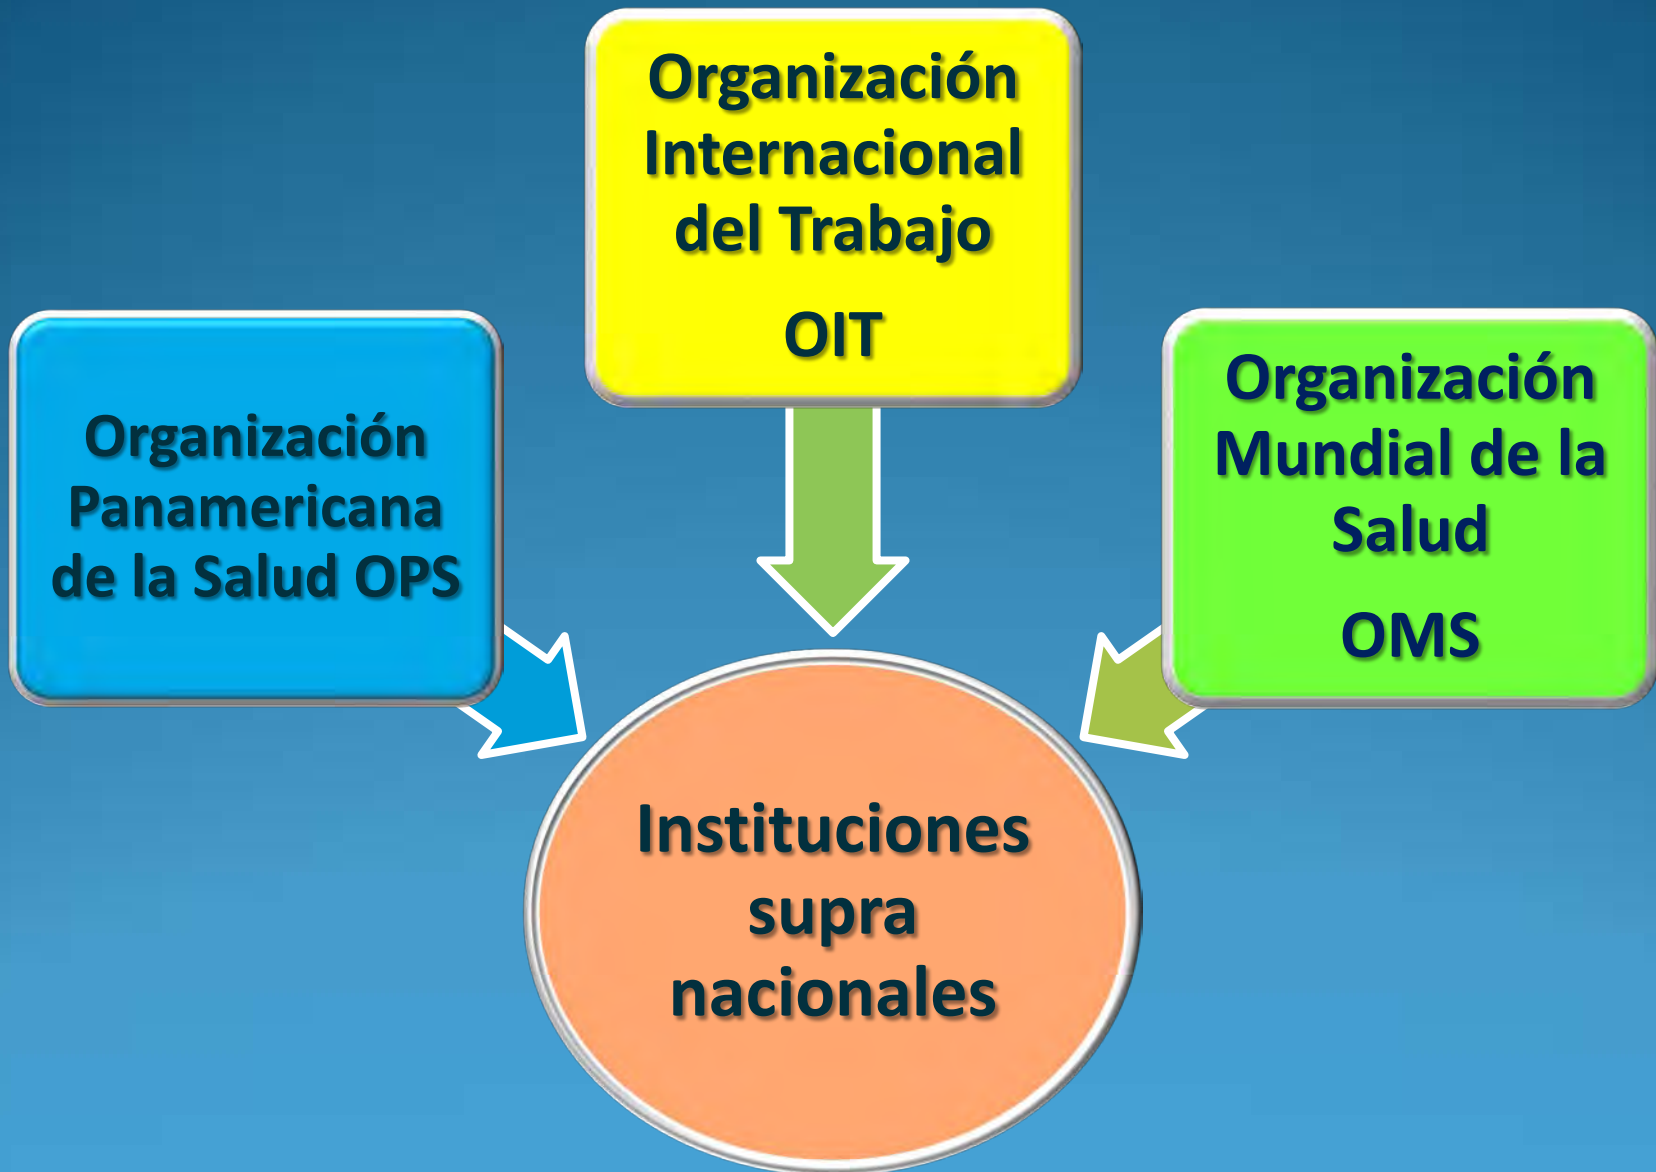 Organización
Internacional
del Trabajo
OIT
Organización
Panamericana
de la Salud OPS
Organización
Mundial de la
Salud
OMS
Instituciones
supra
nacionales